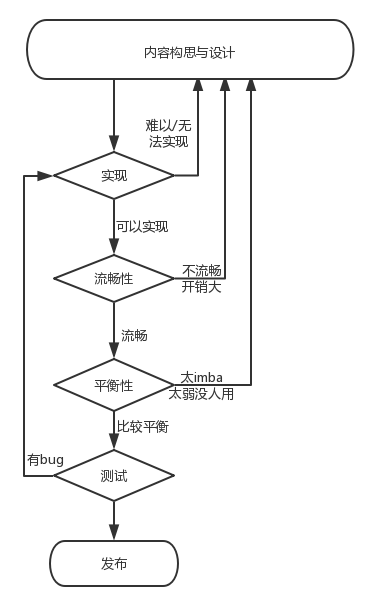 内容构思与设计
难以/无
法实现
实现
可以实现
流畅性
不流畅
开销大
流畅
平衡性
太imba
太弱没人用
比较平衡
有bug
测试
发布